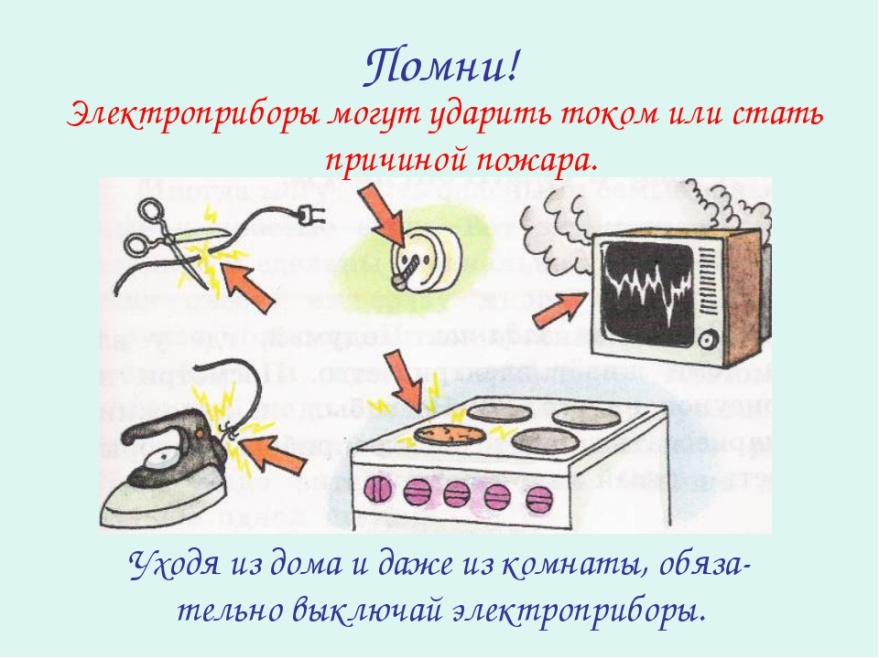 Помни!
Электроприборы могут ударить током или стать
причиной пожара.
Уходя из дома и даже из комнаты, обяза-
тельно выключай электроприборы.